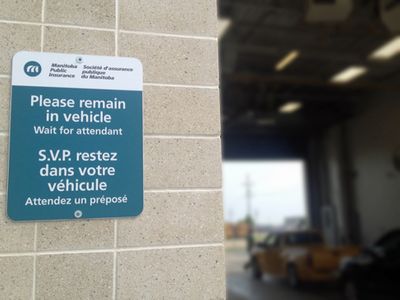 Manitoba Société d'assurance
Public publique
Insurance du Manitoba
Please remain
in vehicle
Wait for attendant
S.V.P. restez
dans votre
véhicule
Attendez un préposé